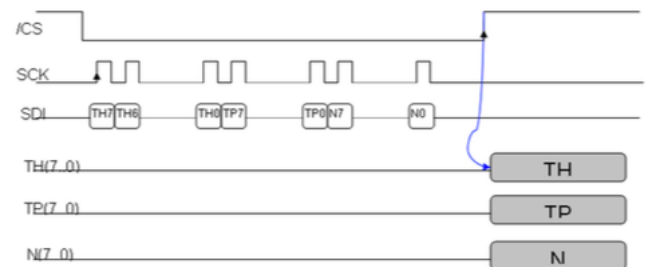 /CS
SCK
SDI TH7 TH6 TH0 TP7 TP0 N7 N0
TH(7..0) TH
TP(7..0) TP
N(7..0) N